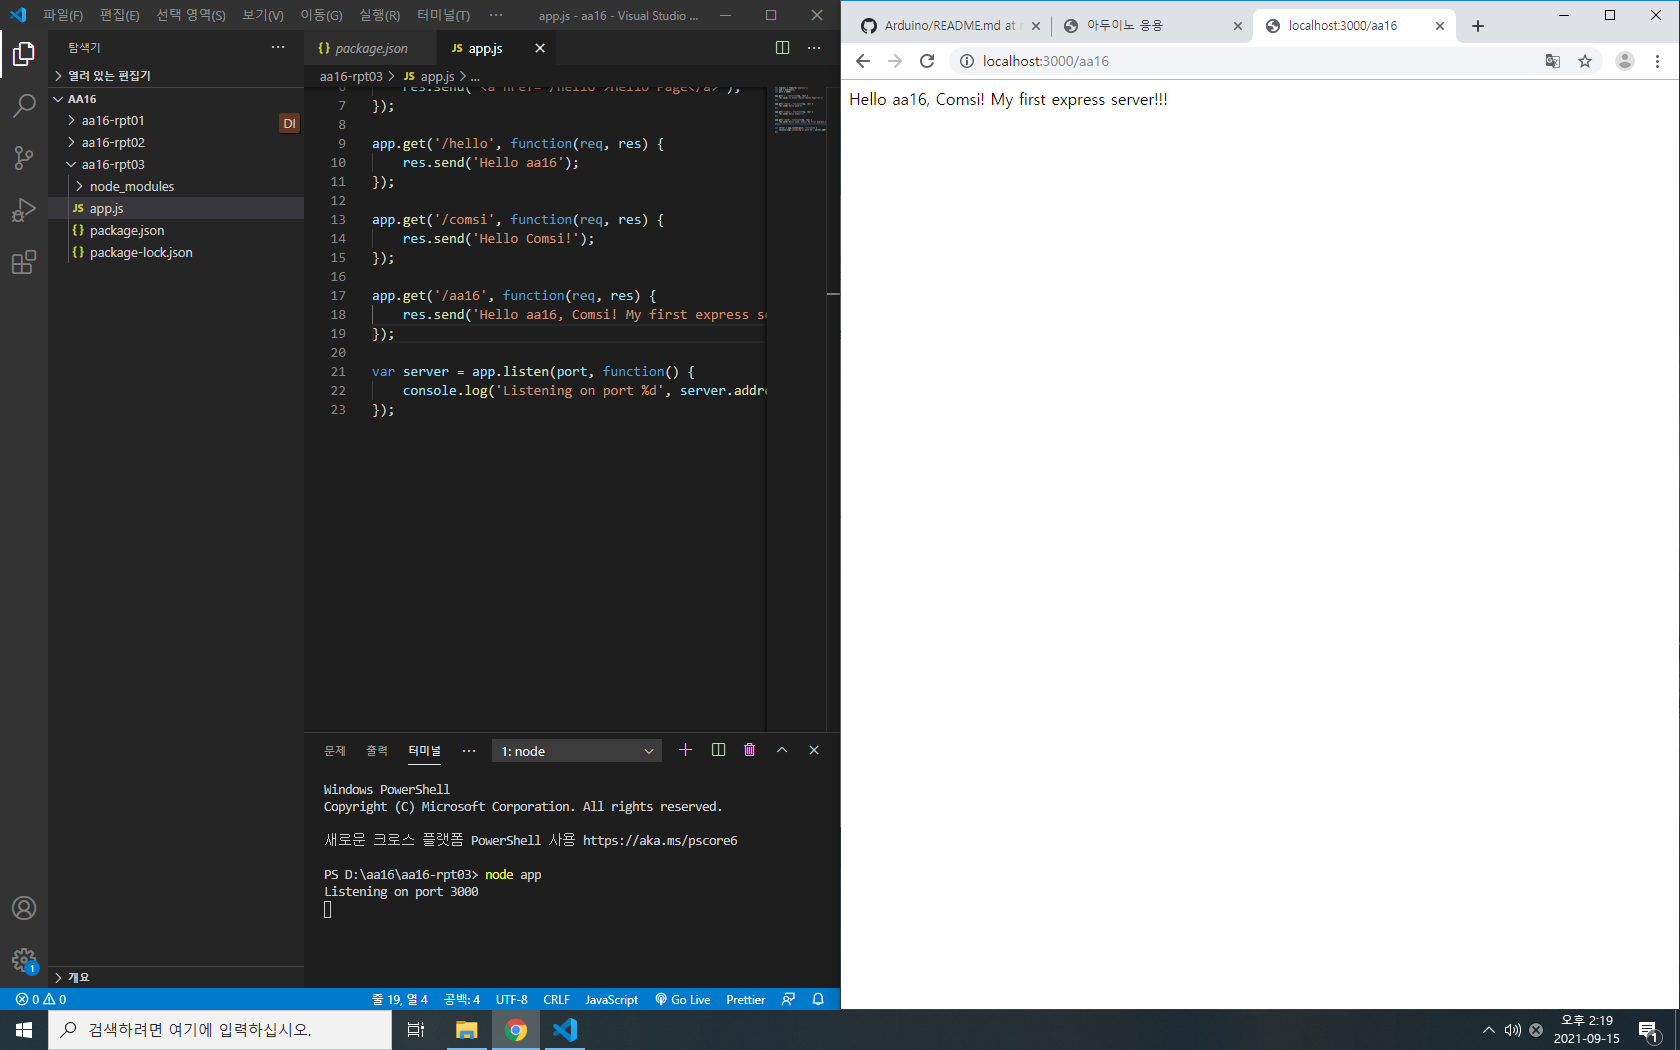 파일(F) 편집(E) 선택 영역(S) 보기(V) 이동(G) 실행(R) 터미널(T) ··· app.js - aa16 - Visual Studio ...
탐색기 ···
열려 있는 편집기
AA16
aa16-rpt01
DI
aa16-rpt02
aa16-rpt03
node_modules
JS app.js
{} package.json
{} package-lock.json
개요
{} package.json JS app.js
aa16-rpt03 > JS app.js > ...
7 });
8
9 app.get('/hello', function(req, res) {
10 res.send('Hello aa16');
11 });
12
13 app.get('/comsi', function(req, res) {
14 res.send('Hello Comsi!');
15 });
16
17 app.get('/aa16', function(req, res) {
18 res.send('Hello aa16, Comsi! My first express se
19 });
20
21 var server = app.listen(port, function() {
22 console.log('Listening on port %d', server.addre
23 });
문제 출력 터미널 ··· 1: node
Windows PowerShell
Copyright (C) Microsoft Corporation. All rights reserved.
새로운 크로스 플랫폼 PowerShell 사용 https://aka.ms/pscore6
PS D:\aa16\aa16-rpt03> node app
Listening on port 3000
1
0 0 줄 19, 열 4 공백: 4 UTF-8 CRLF JavaScript Go Live Prettier
Arduino/README.md at 아두이노 응용 localhost:3000/aa16
localhost:3000/aa16
Hello aa16, Comsi! My first express server!!!
검색하려면 여기에 입력하십시오.
오후 2:19
2021-09-15
1